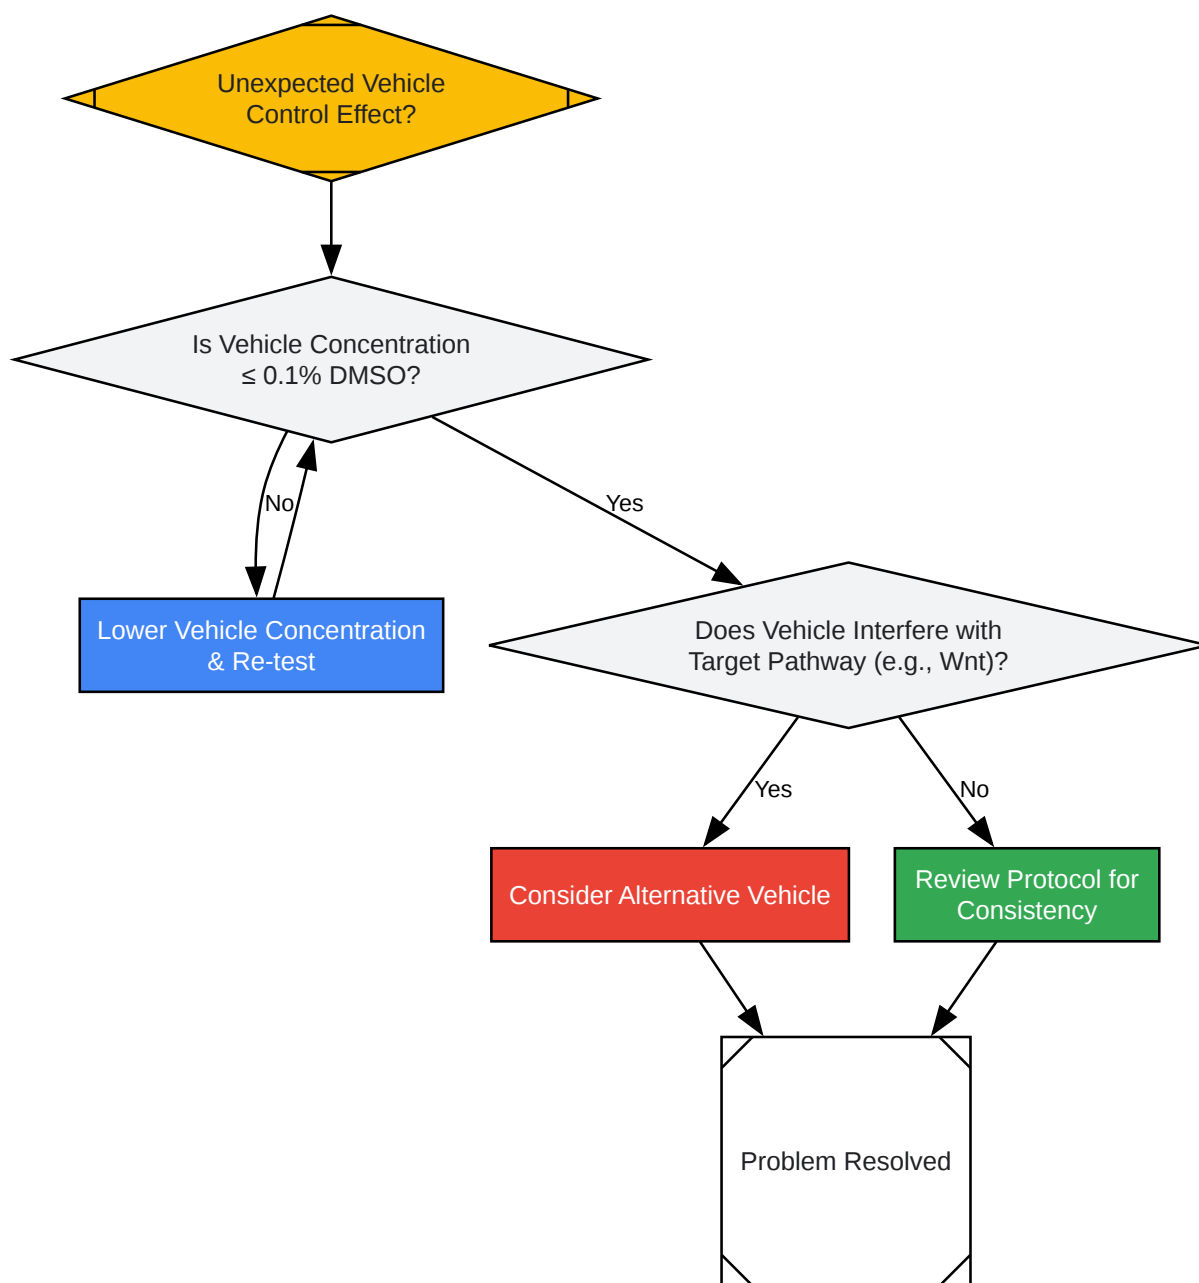 Unexpected Vehicle
Control Effect?
Is Vehicle Concentration
≤ 0.1% DMSO?
No
Yes
Lower Vehicle Concentration
& Re-test
Does Vehicle Interfere with
Target Pathway (e.g., Wnt)?
Yes
No
Consider Alternative Vehicle
Review Protocol for
Consistency
Problem Resolved